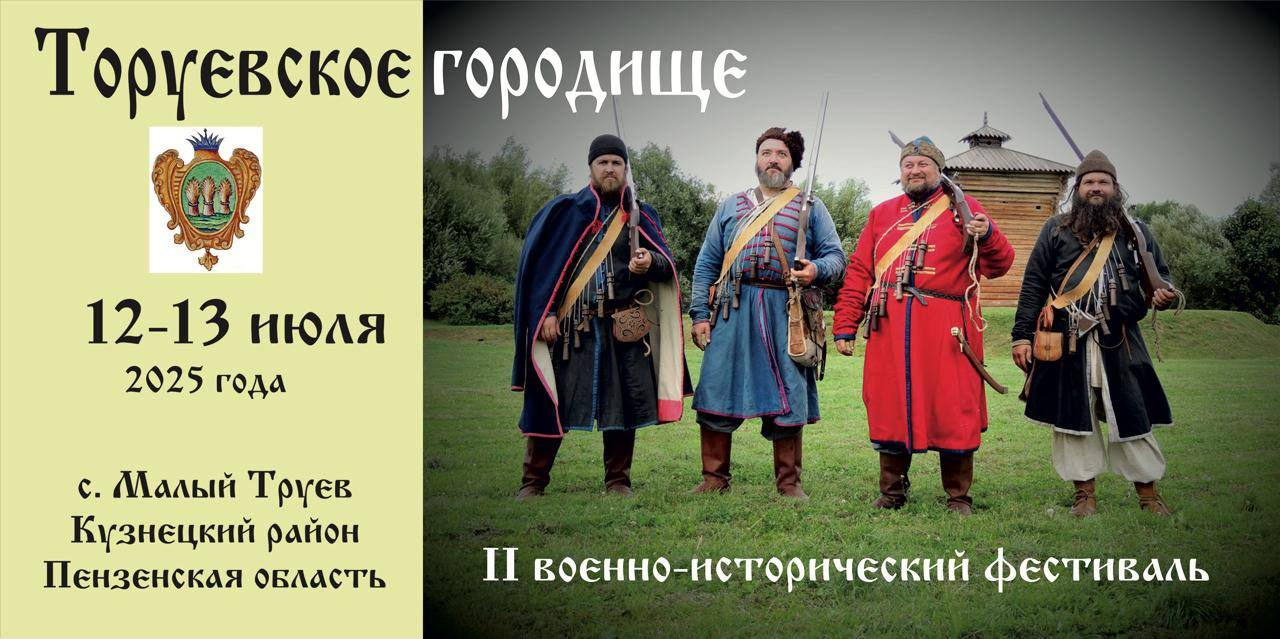 Торуевское городище
12-13 июля
2025 года
с. Малый Труев
Кузнецкий район
Пензенская область
II военно-исторический фестиваль